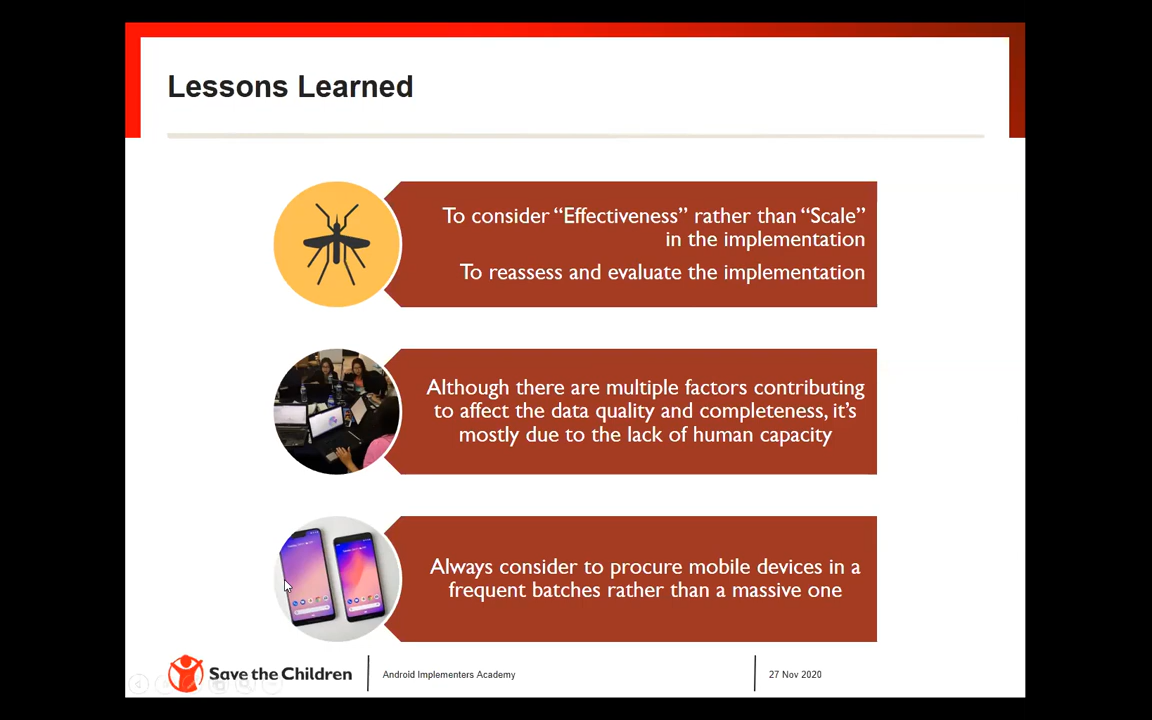 Lessons Learned
To consider “Effectiveness” rather than “Scale”
in the implementation
To reassess and evaluate the implementation
Although there are multiple factors contributing
to affect the data quality and completeness, it’s
mostly due to the lack of human capacity
Always consider to procure mobile devices in a
frequent batches rather than a massive one
Save the Children
Android Implementers Academy
27 Nov 2020